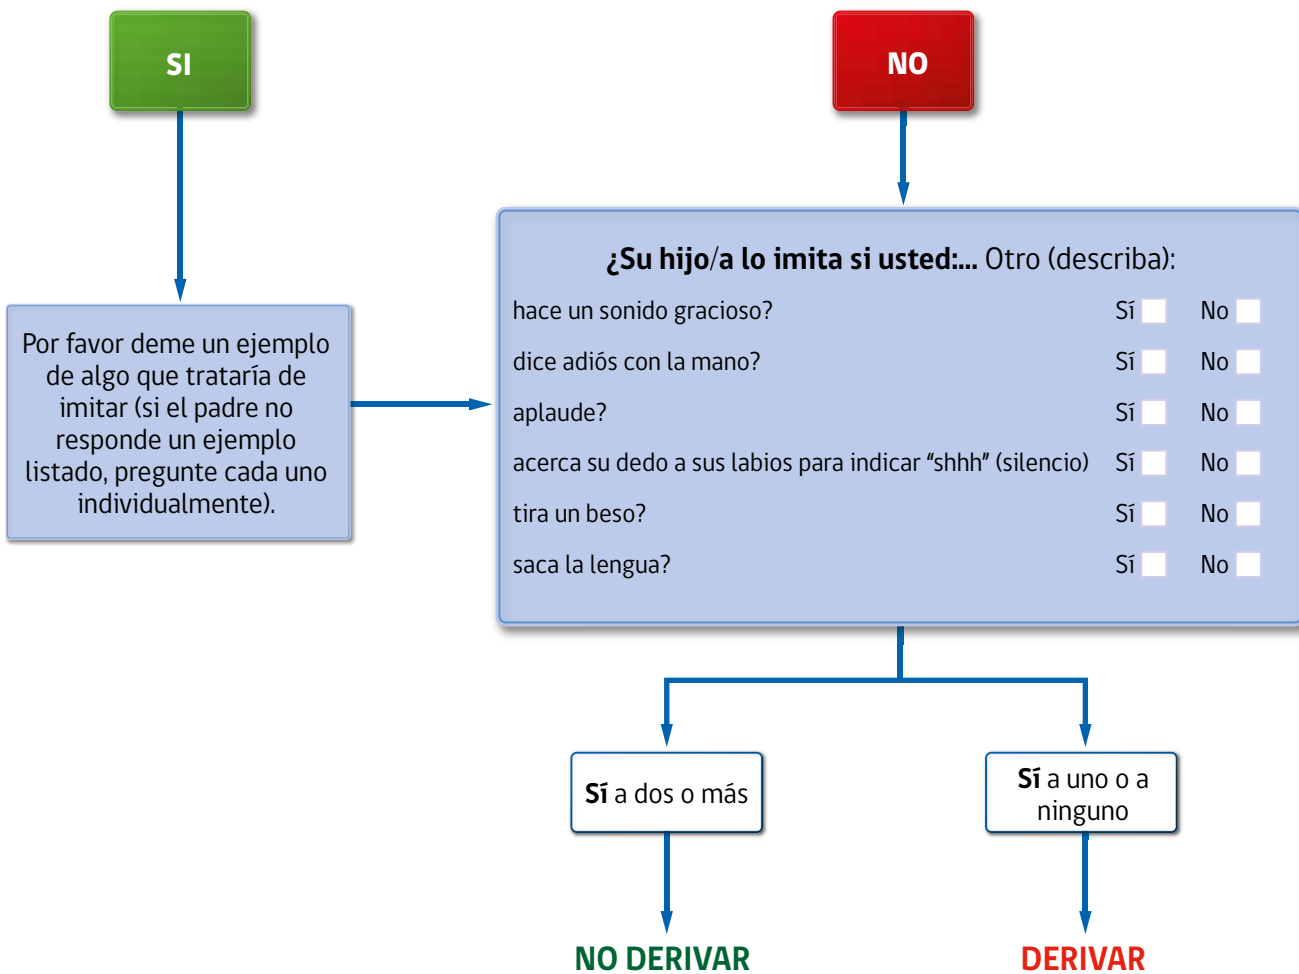 SI
NO
Por favor deme un ejemplo
de algo que trataría de
imitar (si el padre no
responde un ejemplo
listado, pregunte cada uno
individualmente).
¿Su hijo/a lo imita si usted:... Otro (describa):
hace un sonido gracioso? Sí No
dice adiós con la mano? Sí No
aplaude? Sí No
acerca su dedo a sus labios para indicar "shhh" (silencio) Sí No
tira un beso? Sí No
saca la lengua? Sí No
Sí a dos o más
Sí a uno o a
ninguno
NO DERIVAR
DERIVAR